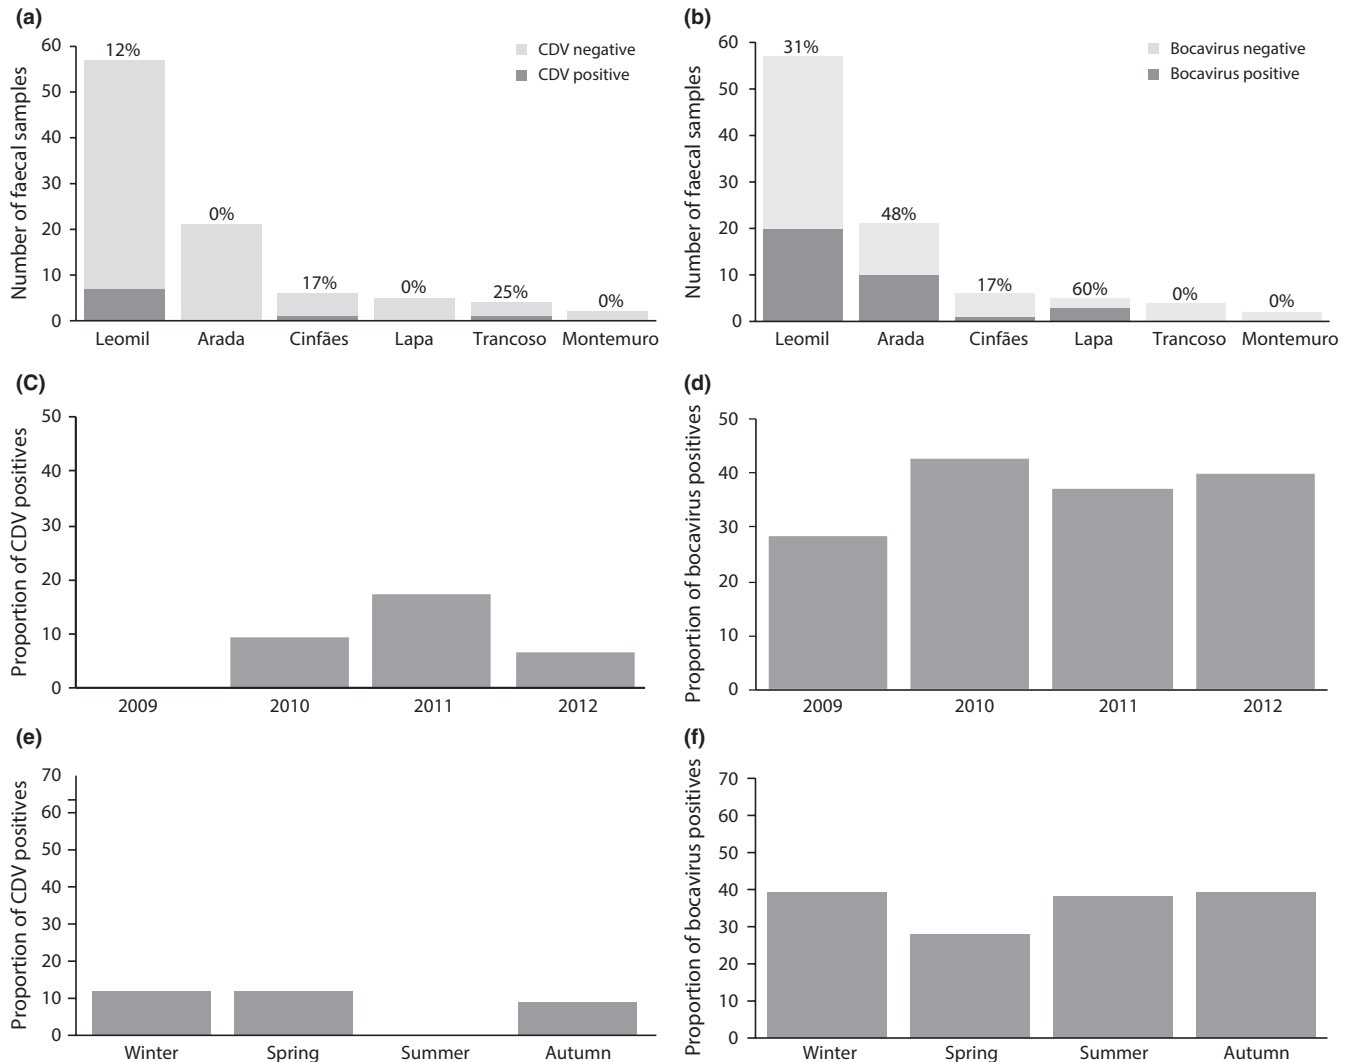 (a)
Number of faecal samples
60
50
40
30
20
10
0
12%
0%
17%
0%
25%
0%
CDV negative
CDV positive
Leomil Arada Cinfães Lapa Trancoso Montemuro
(b)
Number of faecal samples
60
50
40
30
20
10
0
31%
48%
17%
60%
0%
0%
Bocavirus negative
Bocavirus positive
Leomil Arada Cinfães Lapa Trancoso Montemuro
(C)
Proportion of CDV positives
50
40
30
20
10
0
2009 2010 2011 2012
(d)
Proportion of bocavirus positives
50
40
30
20
10
0
2009 2010 2011 2012
(e)
Proportion of CDV positives
70
60
50
40
30
20
10
0
Winter Spring Summer Autumn
(f)
Proportion of bocavirus positives
70
60
50
40
30
20
10
0
Winter Spring Summer Autumn